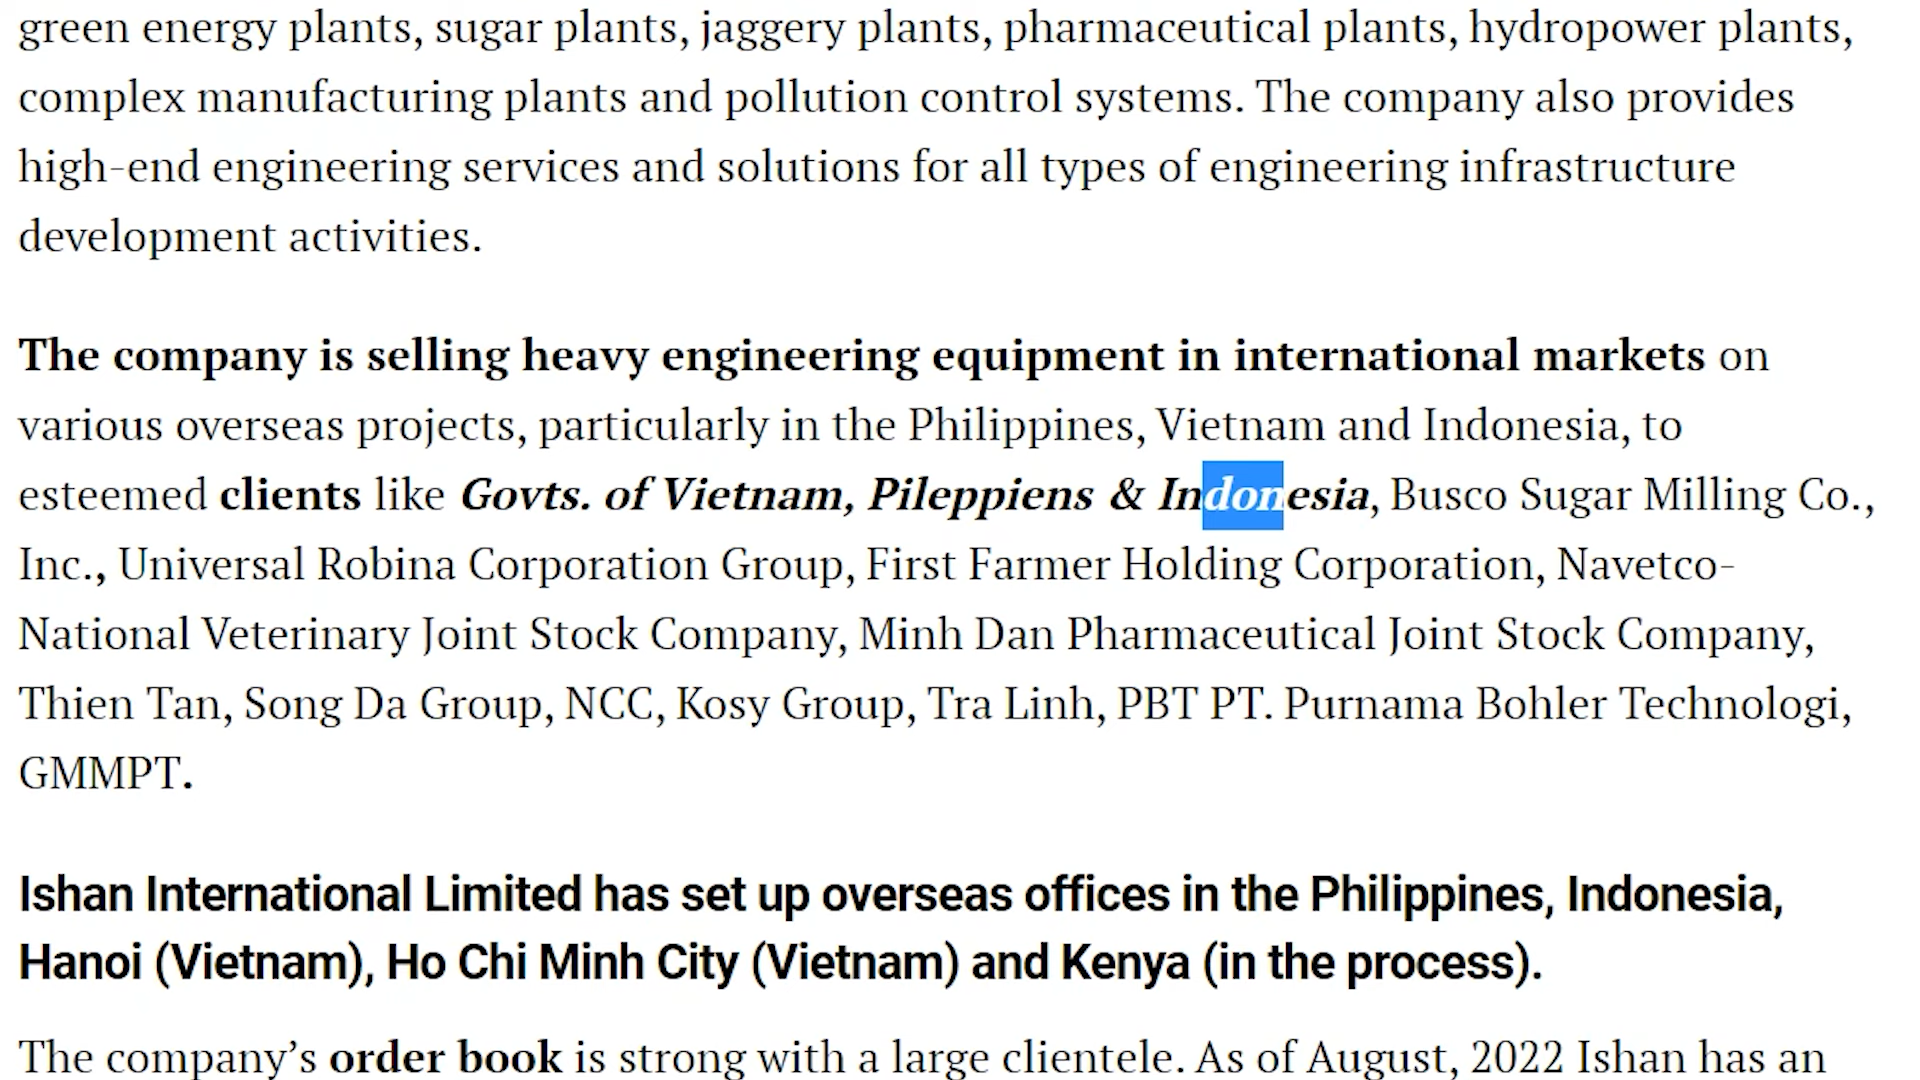 green energy plants, sugar plants, jaggery plants, pharmaceutical plants, hydropower plants,
complex manufacturing plants and pollution control systems. The company also provides
high-end engineering services and solutions for all types of engineering infrastructure
development activities.
The company is selling heavy engineering equipment in international markets on
various overseas projects, particularly in the Philippines, Vietnam and Indonesia, to
esteemed clients like Govts. of Vietnam, Pileppiens & Indonesia, Busco Sugar Milling Co.,
Inc., Universal Robina Corporation Group, First Farmer Holding Corporation, Navetco-
National Veterinary Joint Stock Company, Minh Dan Pharmaceutical Joint Stock Company,
Thien Tan, Song Da Group, NCC, Kosy Group, Tra Linh, PBT PT. Purnama Bohler Technologi,
GMMPT.
Ishan International Limited has set up overseas offices in the Philippines, Indonesia,
Hanoi (Vietnam), Ho Chi Minh City (Vietnam) and Kenya (in the process).
The company’s order book is strong with a large clientele. As of August, 2022 Ishan has an